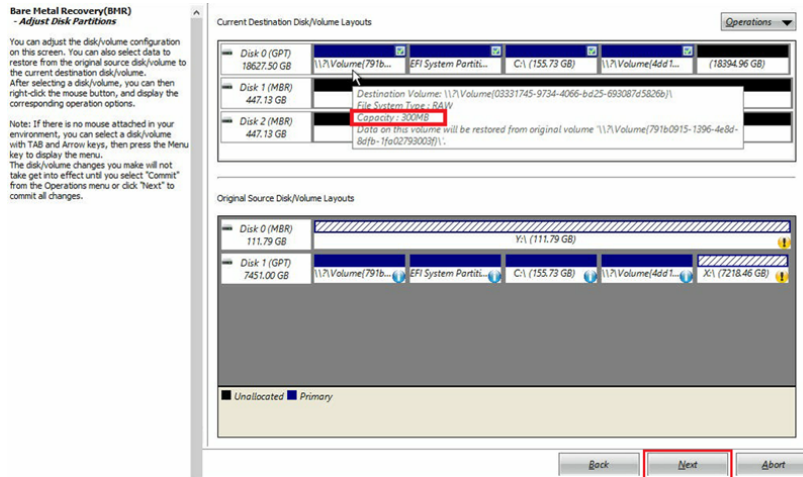 Bare Metal Recovery(BMR)
- Adjust Disk Partitions
You can adjust the disk/volume configuration
on this screen. You can also select data to
restore from the original source disk/volume to
the current destination disk/volume.
After selecting a disk/volume, you can then
right-click the mouse button, and display the
corresponding operation options.
Note: If there is no mouse attached in your
environment, you can select a disk/volume
with TAB and Arrow keys, then press the Menu
key to display the menu.
The disk/volume changes you make will not
take get into effect until you select "Commit"
from the Operations menu or click "Next" to
commit all changes.
Current Destination Disk/Volume Layouts
Operations
Disk 0 (GPT)
18627.50 GB
\\?\Volume{791b...
EFI System Partiti...
C:\ (155.73 GB)
\\?\Volume{4dd1...
(18394.96 GB)
Disk 1 (MBR)
447.13 GB
Disk 2 (MBR)
447.13 GB
Destination Volume: \\?\Volume{03331745-9734-4066-bd25-693087d5826b}\
File System Type : RAW
Capacity : 300MB
Data on this volume will be restored from original volume '\\?\Volume{791b0915-1396-4e8d-
8dfb-1fa02793003f}\'.
Original Source Disk/Volume Layouts
Disk 0 (MBR)
111.79 GB
Y:\ (111.79 GB)
Disk 1 (GPT)
7451.00 GB
\\?\Volume{791b...
EFI System Partiti...
C:\ (155.73 GB)
\\?\Volume{4dd1...
X:\ (7218.46 GB)
Unallocated Primary
Back Next Abort